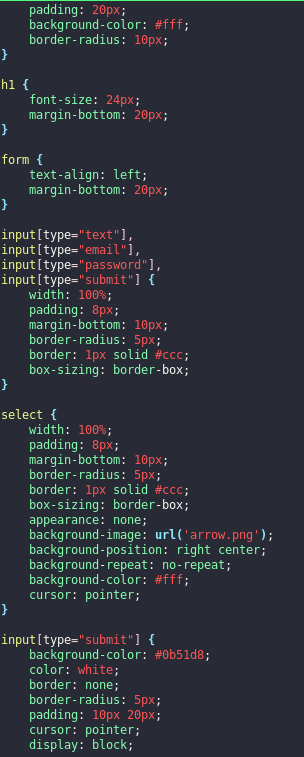 padding: 20px;
    background-color: #fff;
    border-radius: 10px;
}

h1 {
    font-size: 24px;
    margin-bottom: 20px;
}

form {
    text-align: left;
    margin-bottom: 20px;
}

input[type="text"],
input[type="email"],
input[type="password"],
input[type="submit"] {
    width: 100%;
    padding: 8px;
    margin-bottom: 10px;
    border-radius: 5px;
    border: 1px solid #ccc;
    box-sizing: border-box;
}

select {
    width: 100%;
    padding: 8px;
    margin-bottom: 10px;
    border-radius: 5px;
    border: 1px solid #ccc;
    box-sizing: border-box;
    appearance: none;
    background-image: url('arrow.png');
    background-position: right center;
    background-repeat: no-repeat;
    background-color: #fff;
    cursor: pointer;
}

input[type="submit"] {
    background-color: #0b51d8;
    color: white;
    border: none;
    border-radius: 5px;
    padding: 10px 20px;
    cursor: pointer;
    display: block;